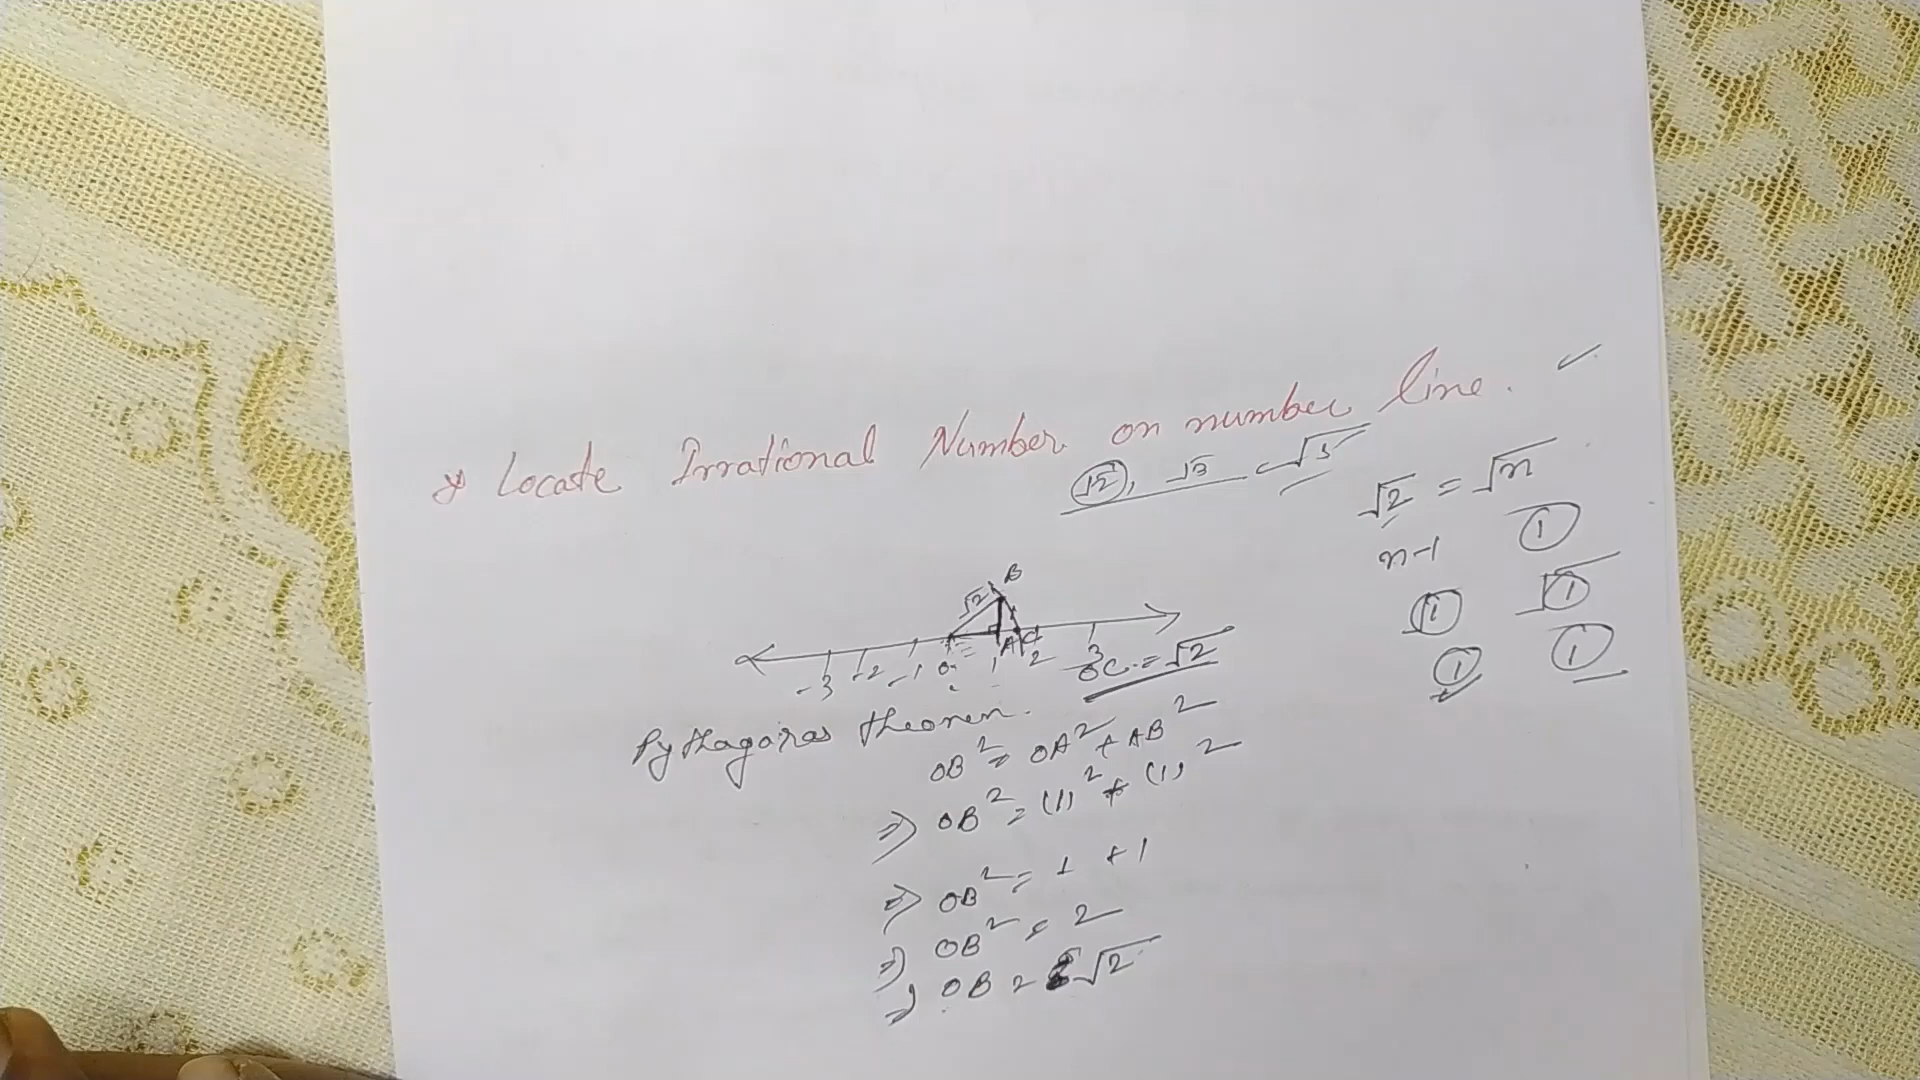 * Locate Irrational Number on number line.
√2, √3
√2 = √n
n-1 1
1 1
1 1
B
√2
A C
-3 -2 -1 0 1 2 3
OC = √2
Pythagoras theorem.
OB² = OA² + AB²
⇒ OB² = (1)² + (1)²
⇒ OB² = 1 + 1
⇒ OB² = 2
⇒ OB = √2